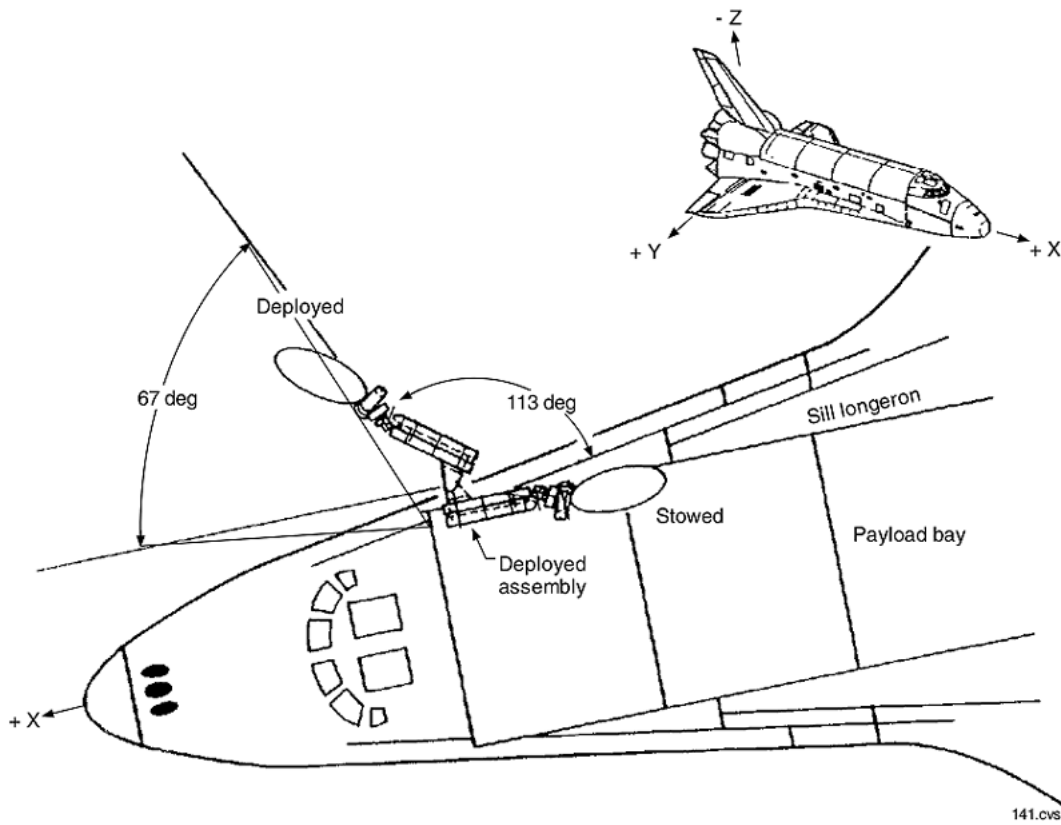 - Z
+ Y
+ X
Deployed
67 deg
113 deg
Sill longeron
Stowed
Payload bay
Deployed
assembly
+ X
141.cvs